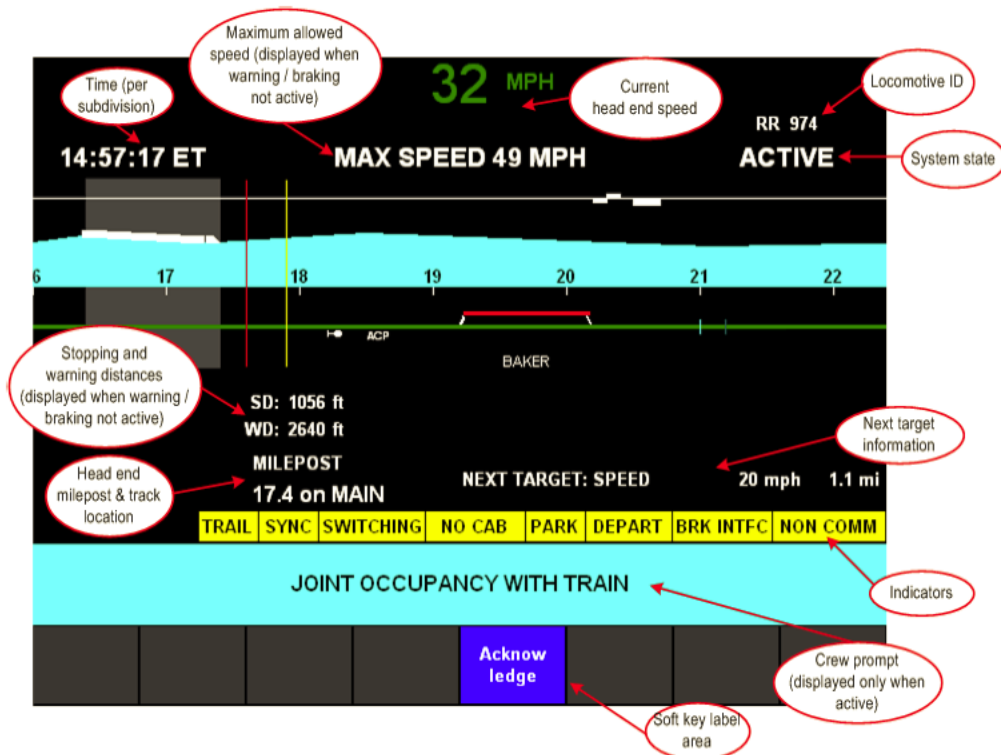 Maximum allowed
speed (displayed when
warning / braking
not active)
Time (per
subdivision)
32 MPH
Current
head end speed
Locomotive ID
RR 974
14:57:17 ET
MAX SPEED 49 MPH
ACTIVE
System state
6 17 18 19 20 21 22
ACP
BAKER
Stopping and
warning distances
(displayed when warning /
braking not active)
SD: 1056 ft
WD: 2640 ft
Next target
information
Head end
milepost & track
location
MILEPOST
17.4 on MAIN
NEXT TARGET: SPEED 20 mph 1.1 mi
TRAIL SYNC SWITCHING NO CAB PARK DEPART BRK INTFC NON COMM
JOINT OCCUPANCY WITH TRAIN
Indicators
Acknow
ledge
Crew prompt
(displayed only when
active)
Soft key label
area